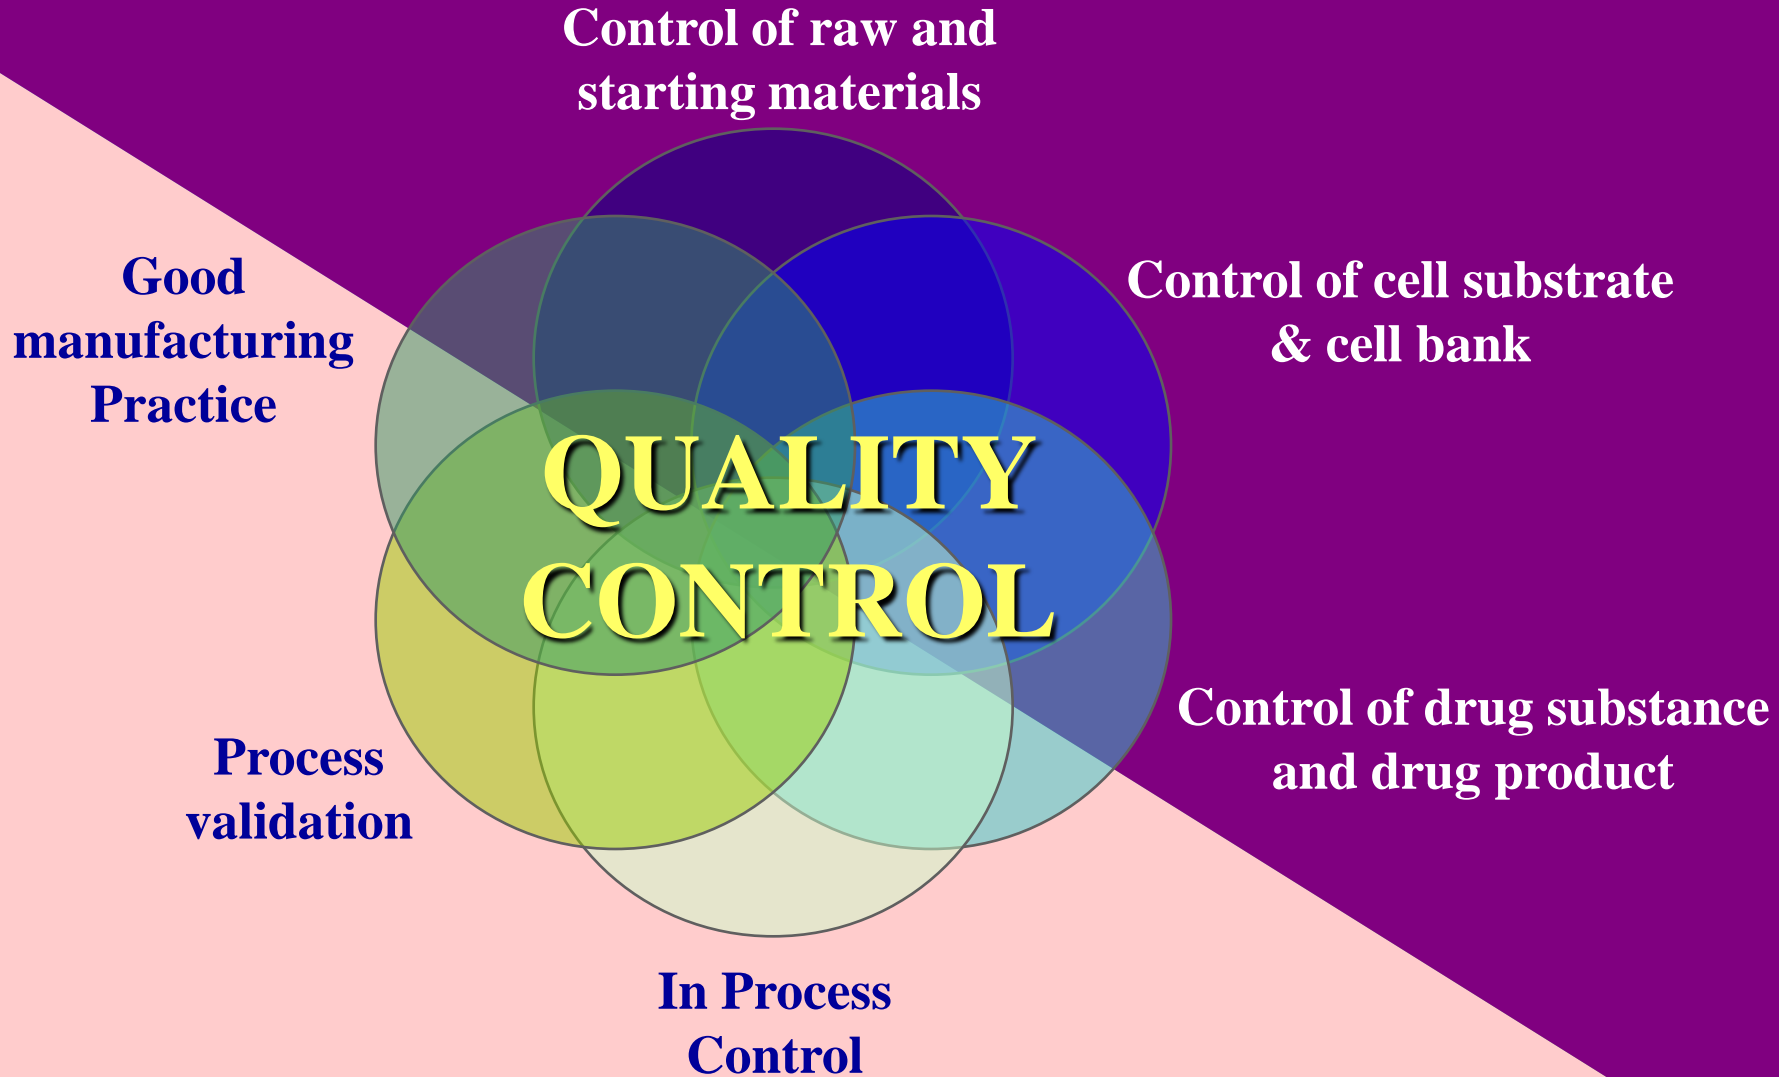 Control of raw and
starting materials
Good
manufacturing
Practice
Control of cell substrate
& cell bank
QUALITY
CONTROL
Control of drug substance
and drug product
Process
validation
In Process
Control